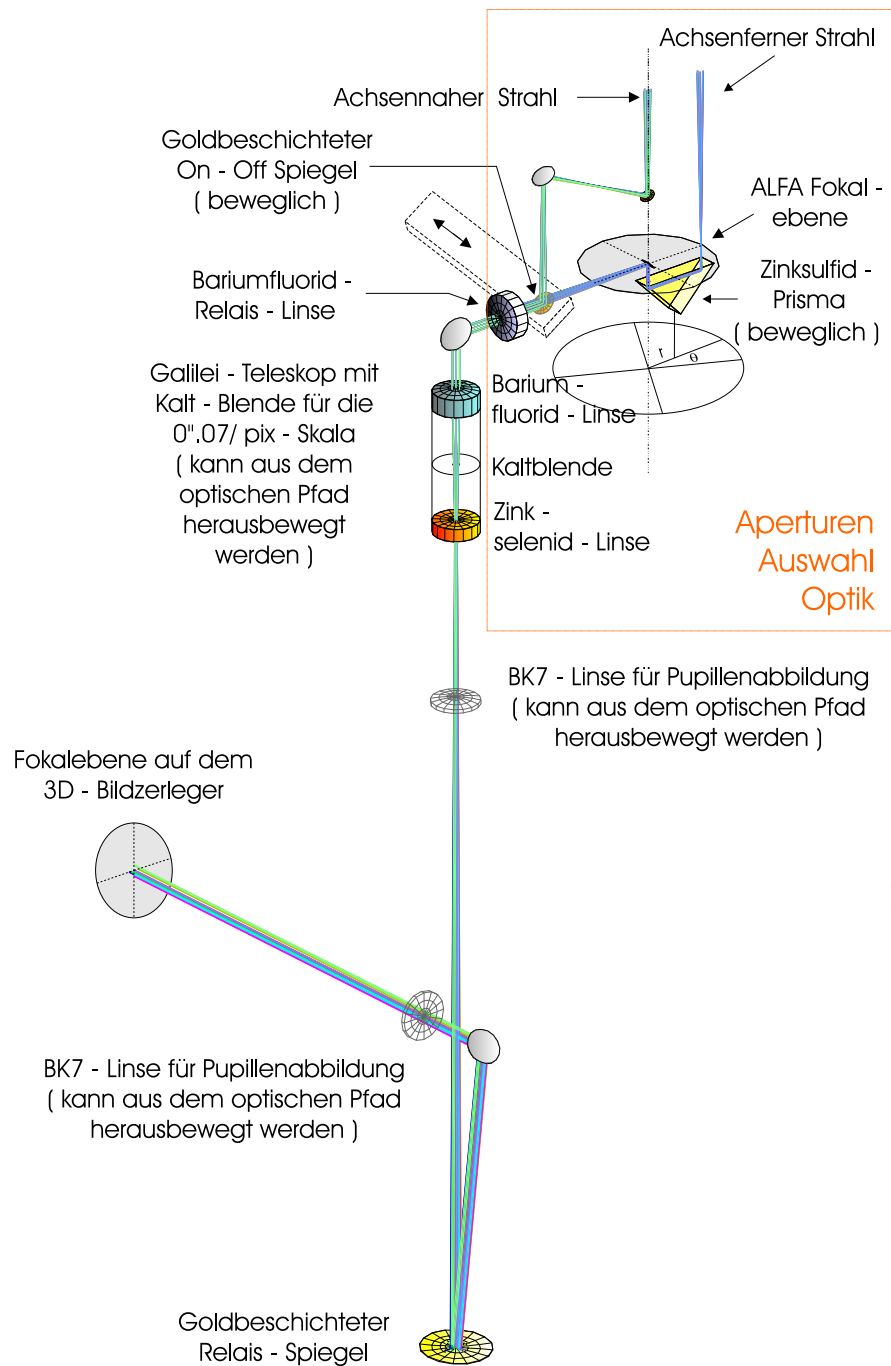 Achsenferner Strahl
Achsennaher Strahl
Goldbeschichteter
On - Off Spiegel
( beweglich )
ALFA Fokal -
ebene
Zinksulfid -
Prisma
( beweglich )
Bariumfluorid -
Relais - Linse
r
θ
Galilei - Teleskop mit
Kalt - Blende für die
0".07/ pix - Skala
( kann aus dem
optischen Pfad
herausbewegt
werden )
Barium -
fluorid - Linse
Kaltblende
Zink -
selenid - Linse
Aperturen
Auswahl
Optik
BK7 - Linse für Pupillenabbildung
( kann aus dem optischen Pfad
herausbewegt werden )
Fokalebene auf dem
3D - Bildzerleger
BK7 - Linse für Pupillenabbildung
( kann aus dem optischen Pfad
herausbewegt werden )
Goldbeschichteter
Relais - Spiegel